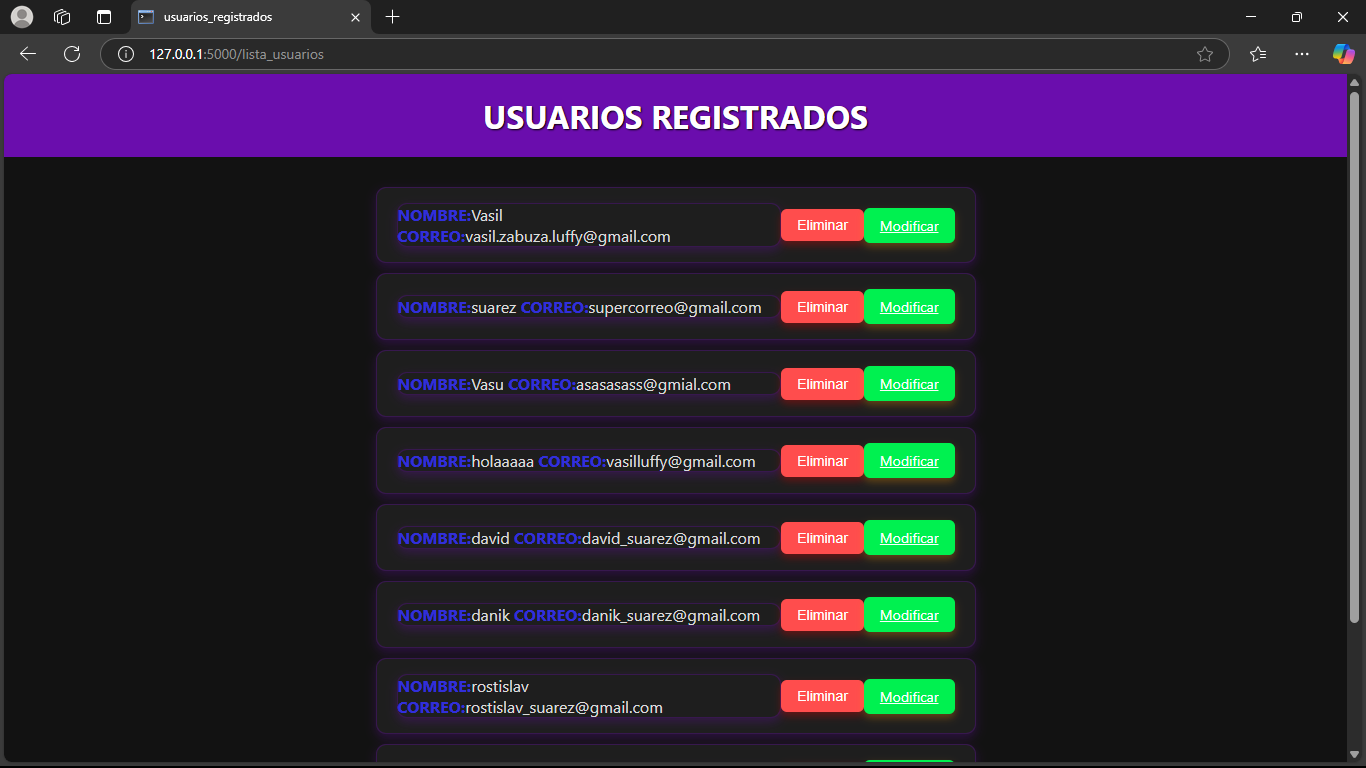 usuarios_registrados
127.0.0.1:5000/lista_usuarios
USUARIOS REGISTRADOS
NOMBRE:Vasil
CORREO:vasil.zabuza.luffy@gmail.com
Eliminar Modificar
NOMBRE:suarez CORREO:supercorreo@gmail.com Eliminar Modificar
NOMBRE:Vasu CORREO:asasasass@gmial.com Eliminar Modificar
NOMBRE:holaaaaa CORREO:vasilluffy@gmail.com Eliminar Modificar
NOMBRE:david CORREO:david_suarez@gmail.com Eliminar Modificar
NOMBRE:danik CORREO:danik_suarez@gmail.com Eliminar Modificar
NOMBRE:rostislav
CORREO:rostislav_suarez@gmail.com
Eliminar Modificar